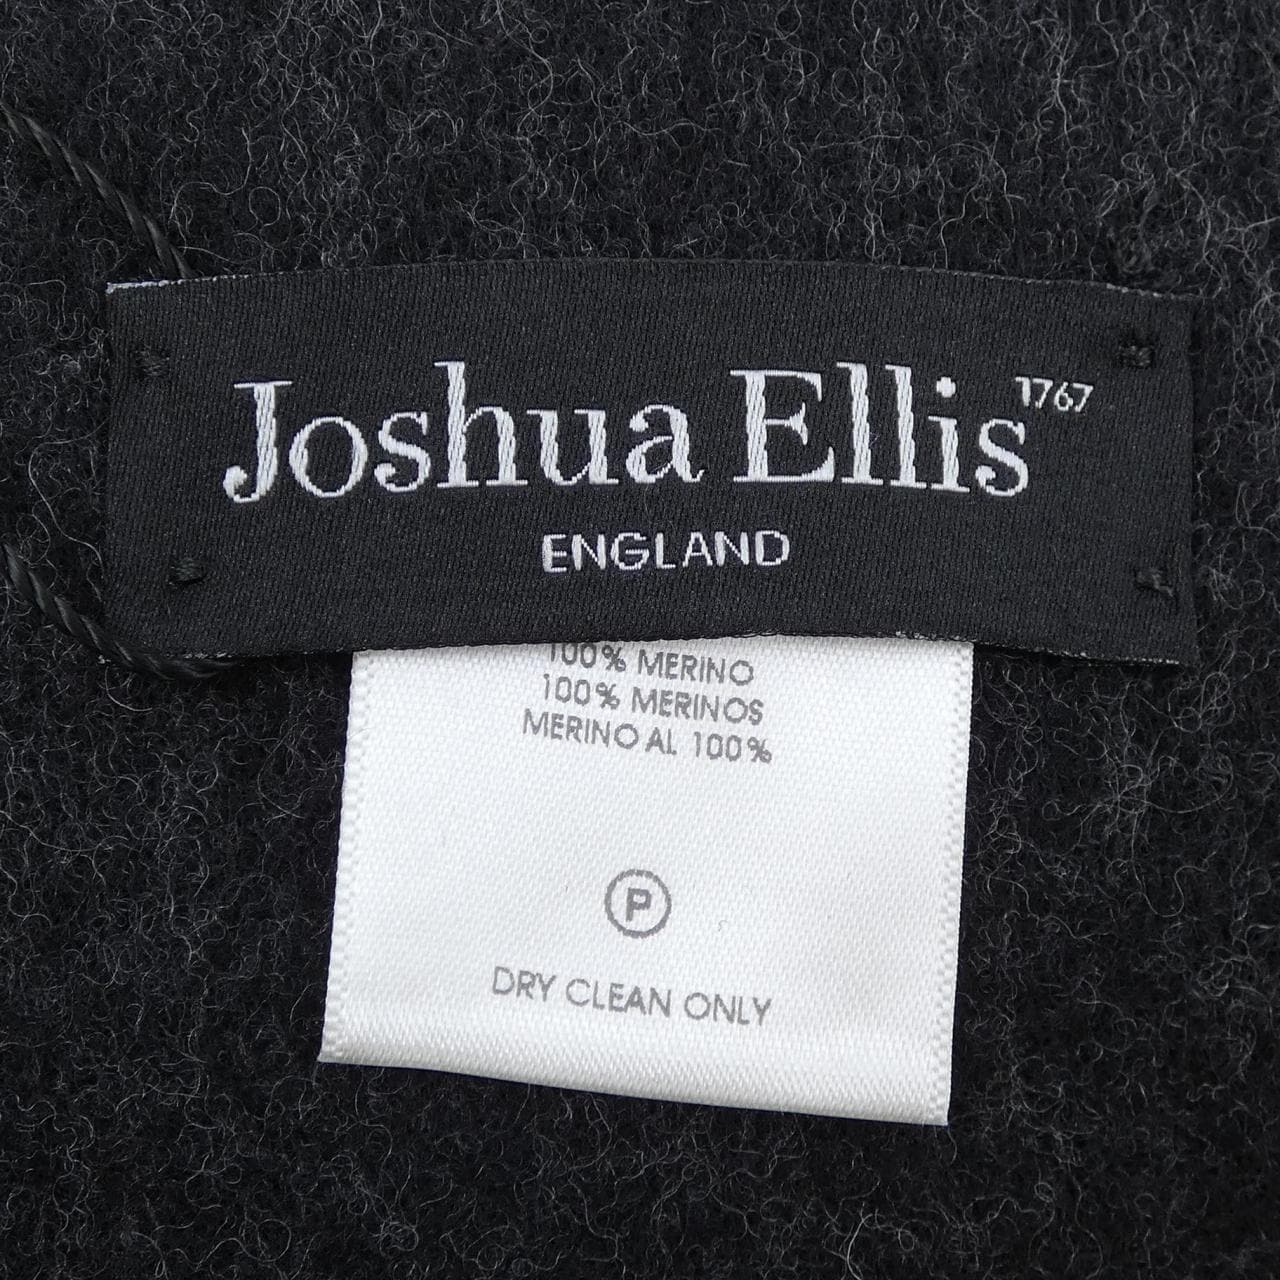 Joshua Ellis 1767
ENGLAND
100% MERINO
100% MERINOS
MERINO AL 100%
P
DRY CLEAN ONLY